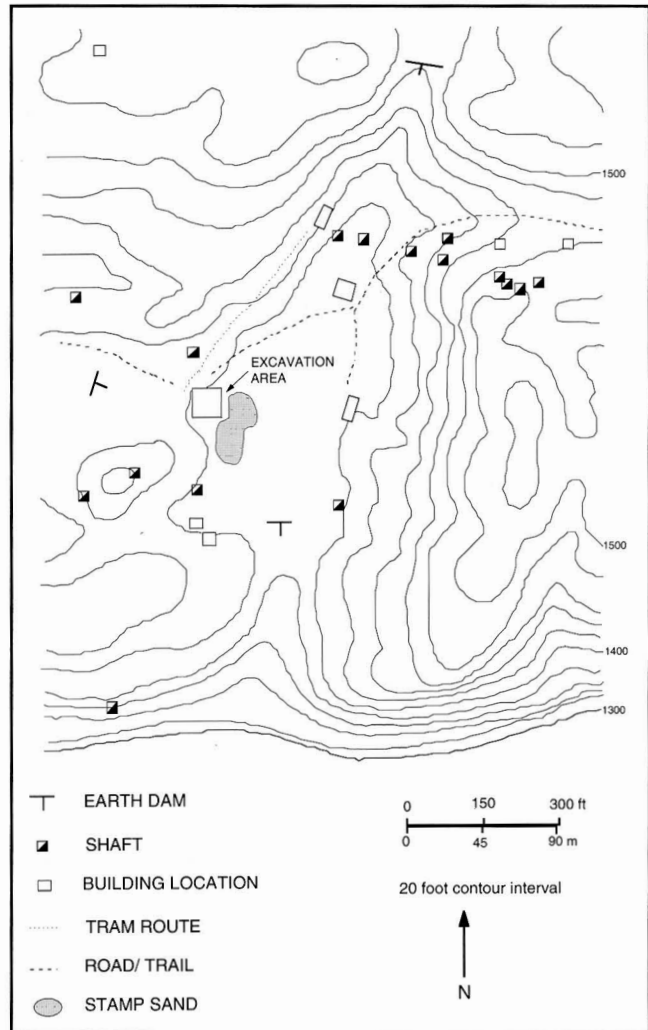 1500
EXCAVATION
AREA
1500
1400
1300
EARTH DAM
SHAFT
BUILDING LOCATION
TRAM ROUTE
ROAD/ TRAIL
STAMP SAND
0 150 300 ft
0 45 90 m
20 foot contour interval
N